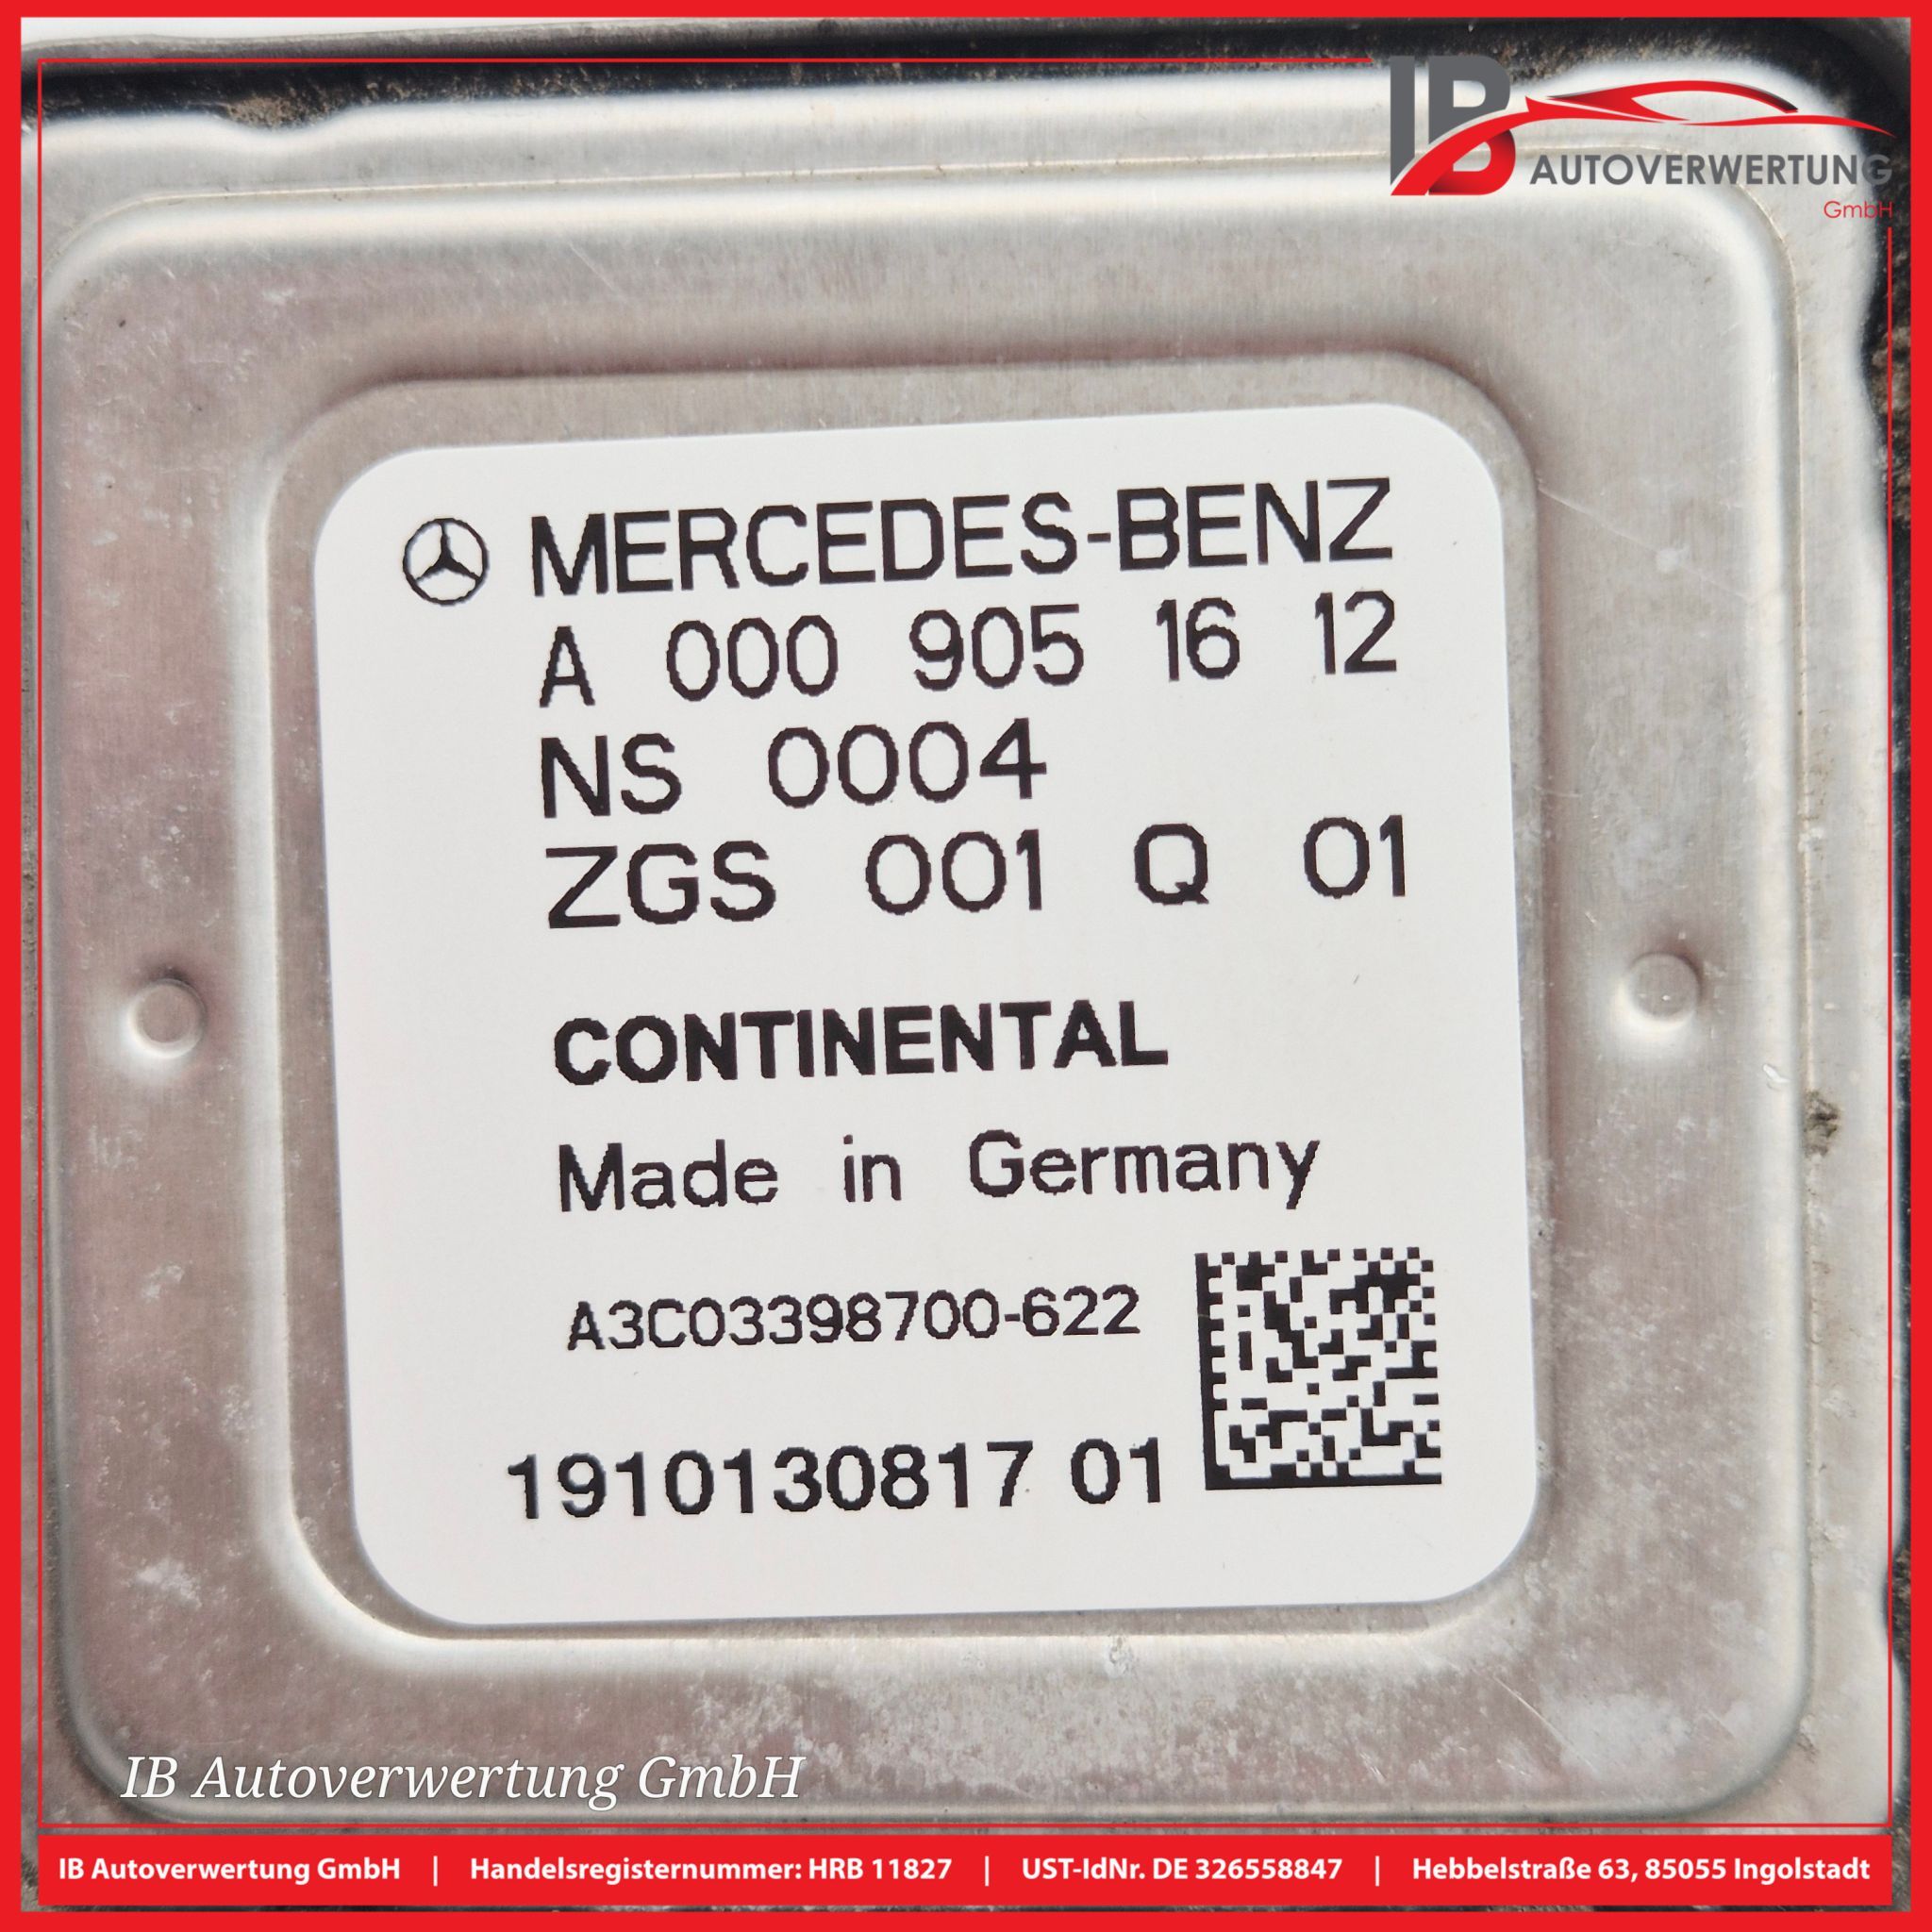 IB
AUTOVERWERTUNG
GmbH
MERCEDES-BENZ
A 000 905 16 12
NS 0004
ZGS 001 Q 01
CONTINENTAL
Made in Germany
A3C03398700-622
1910130817 01
IB Autoverwertung GmbH
IB Autoverwertung GmbH | Handelsregisternummer: HRB 11827 | UST-IdNr. DE 326558847 | Hebbelstraße 63, 85055 Ingolstadt